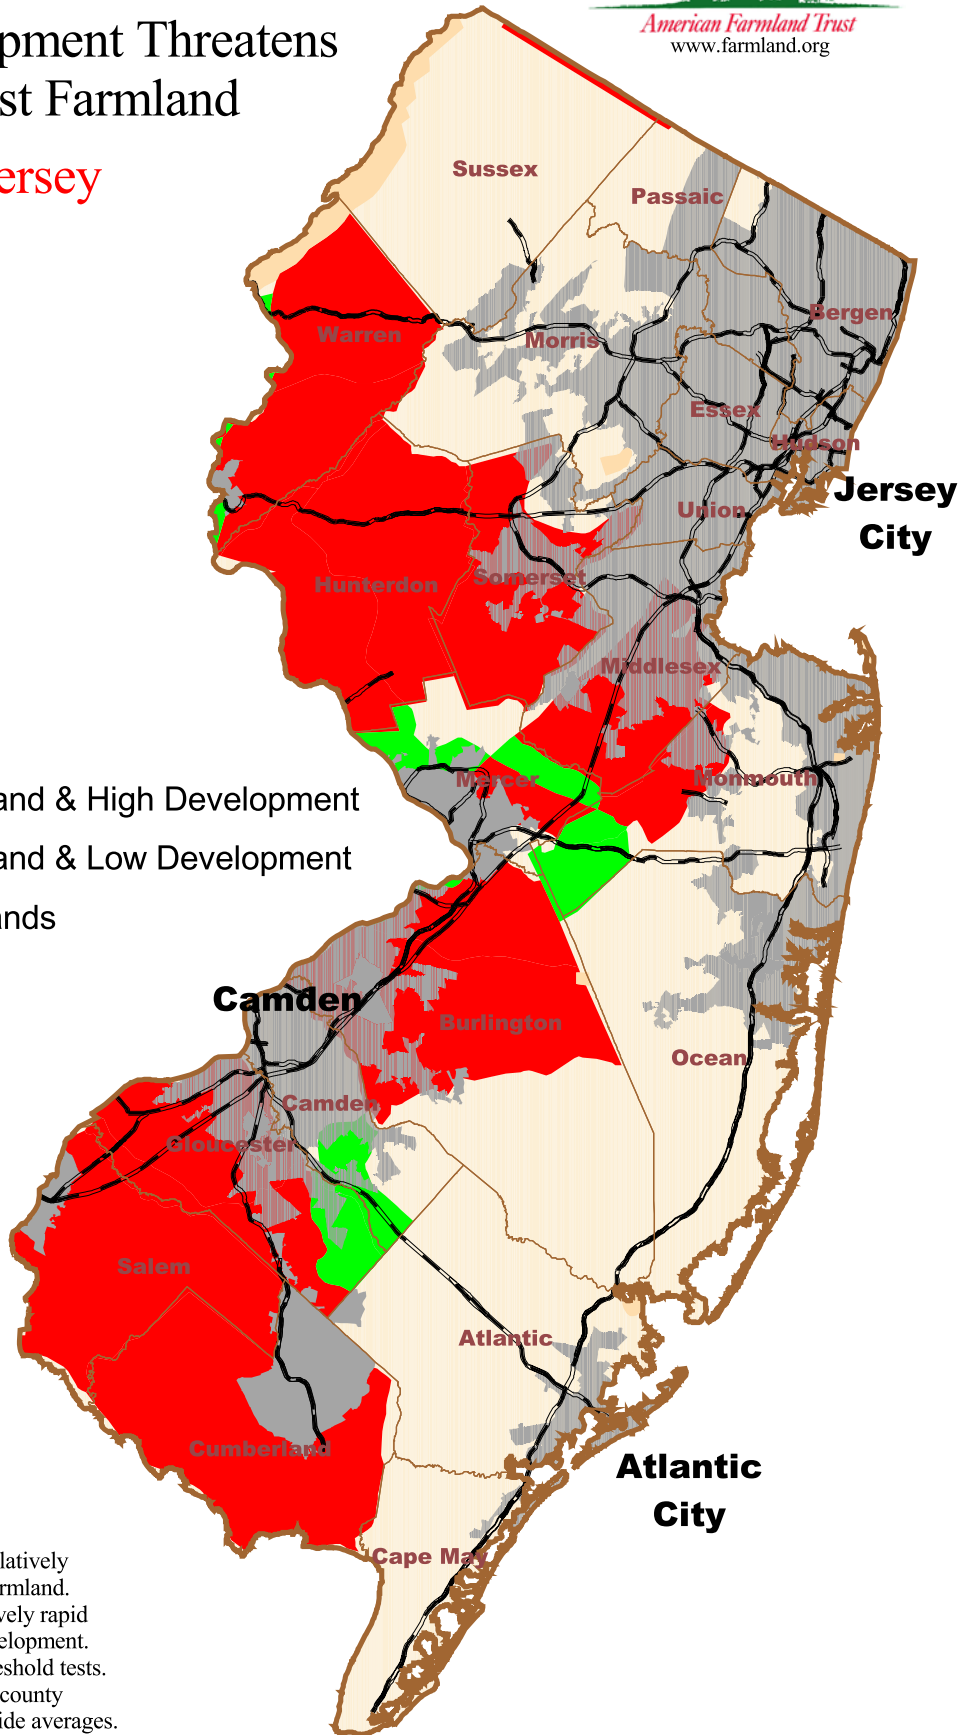 pment Threatens
st Farmland
ersey
American Farmland Trust
www.farmland.org
Sussex
Passaic
Bergen
Warren
Morris
Essex
Hudson
Jersey
City
Union
Hunterdon
Somerset
Middlesex
Mercer
Monmouth
and & High Development
and & Low Development
ands
Camden
Burlington
Ocean
Camden
Gloucester
Salem
Atlantic
Cumberland
Atlantic
City
Cape May
latively
rmland.
vely rapid
elopment.
eshold tests.
county
ide averages.